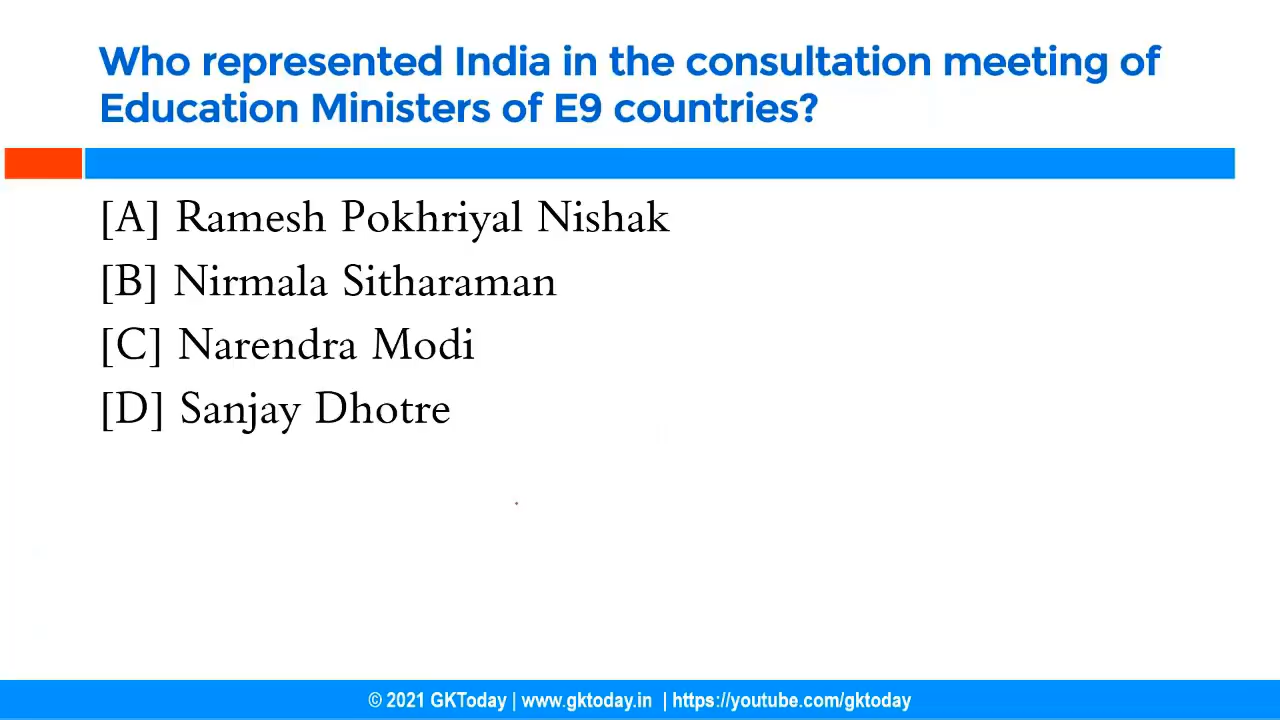 Who represented India in the consultation meeting of
Education Ministers of E9 countries?
[A] Ramesh Pokhriyal Nishak
[B] Nirmala Sitharaman
[C] Narendra Modi
[D] Sanjay Dhotre
© 2021 GKToday | www.gktoday.in | https://youtube.com/gktoday